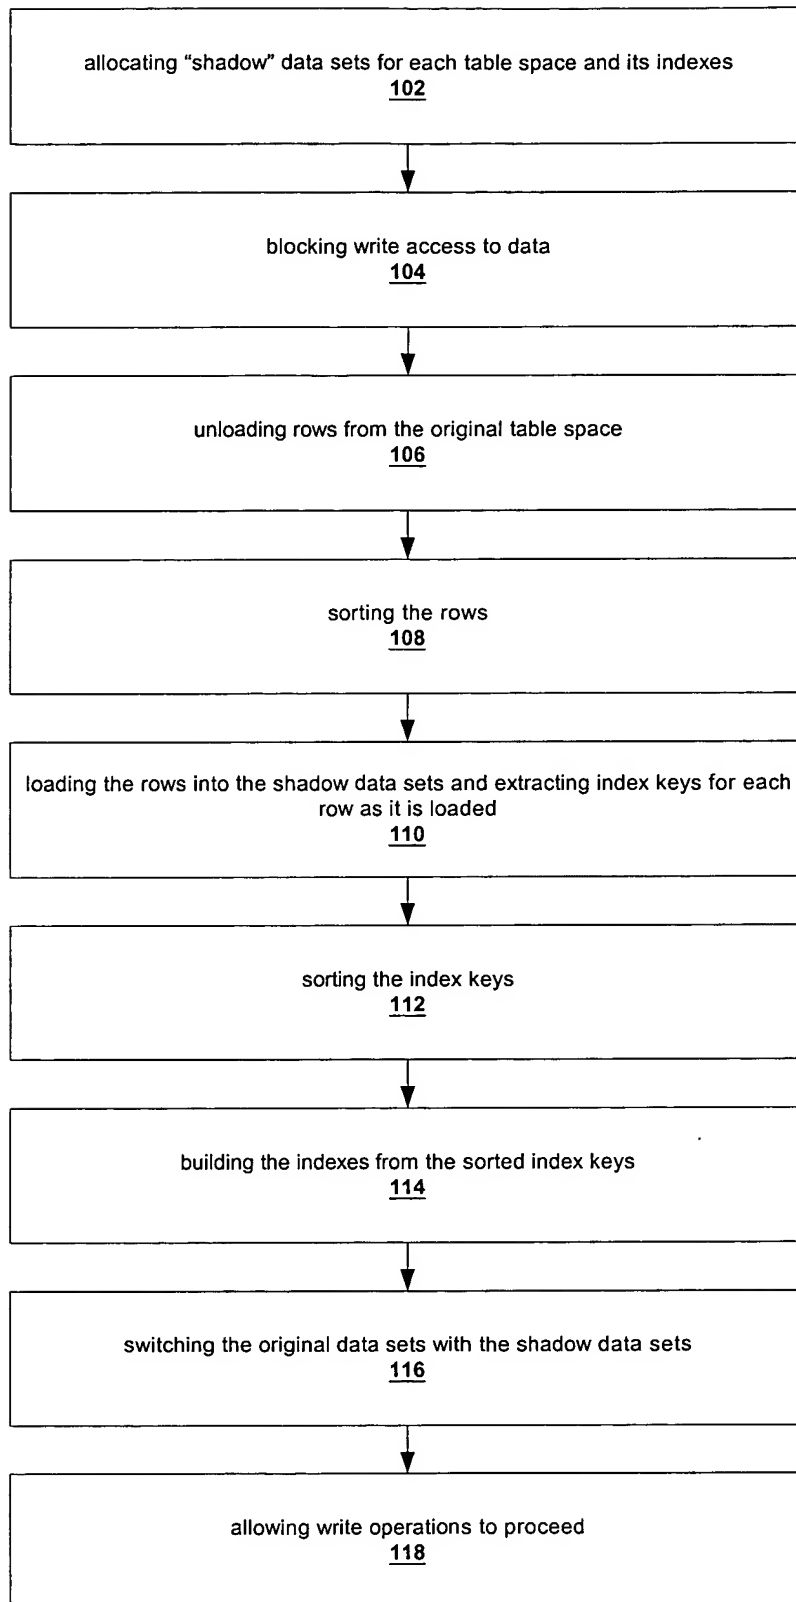 allocating “shadow” data sets for each table space and its indexes
102
blocking write access to data
104
unloading rows from the original table space
106
sorting the rows
108
loading the rows into the shadow data sets and extracting index keys for each
row as it is loaded
110
sorting the index keys
112
building the indexes from the sorted index keys
114
switching the original data sets with the shadow data sets
116
allowing write operations to proceed
118